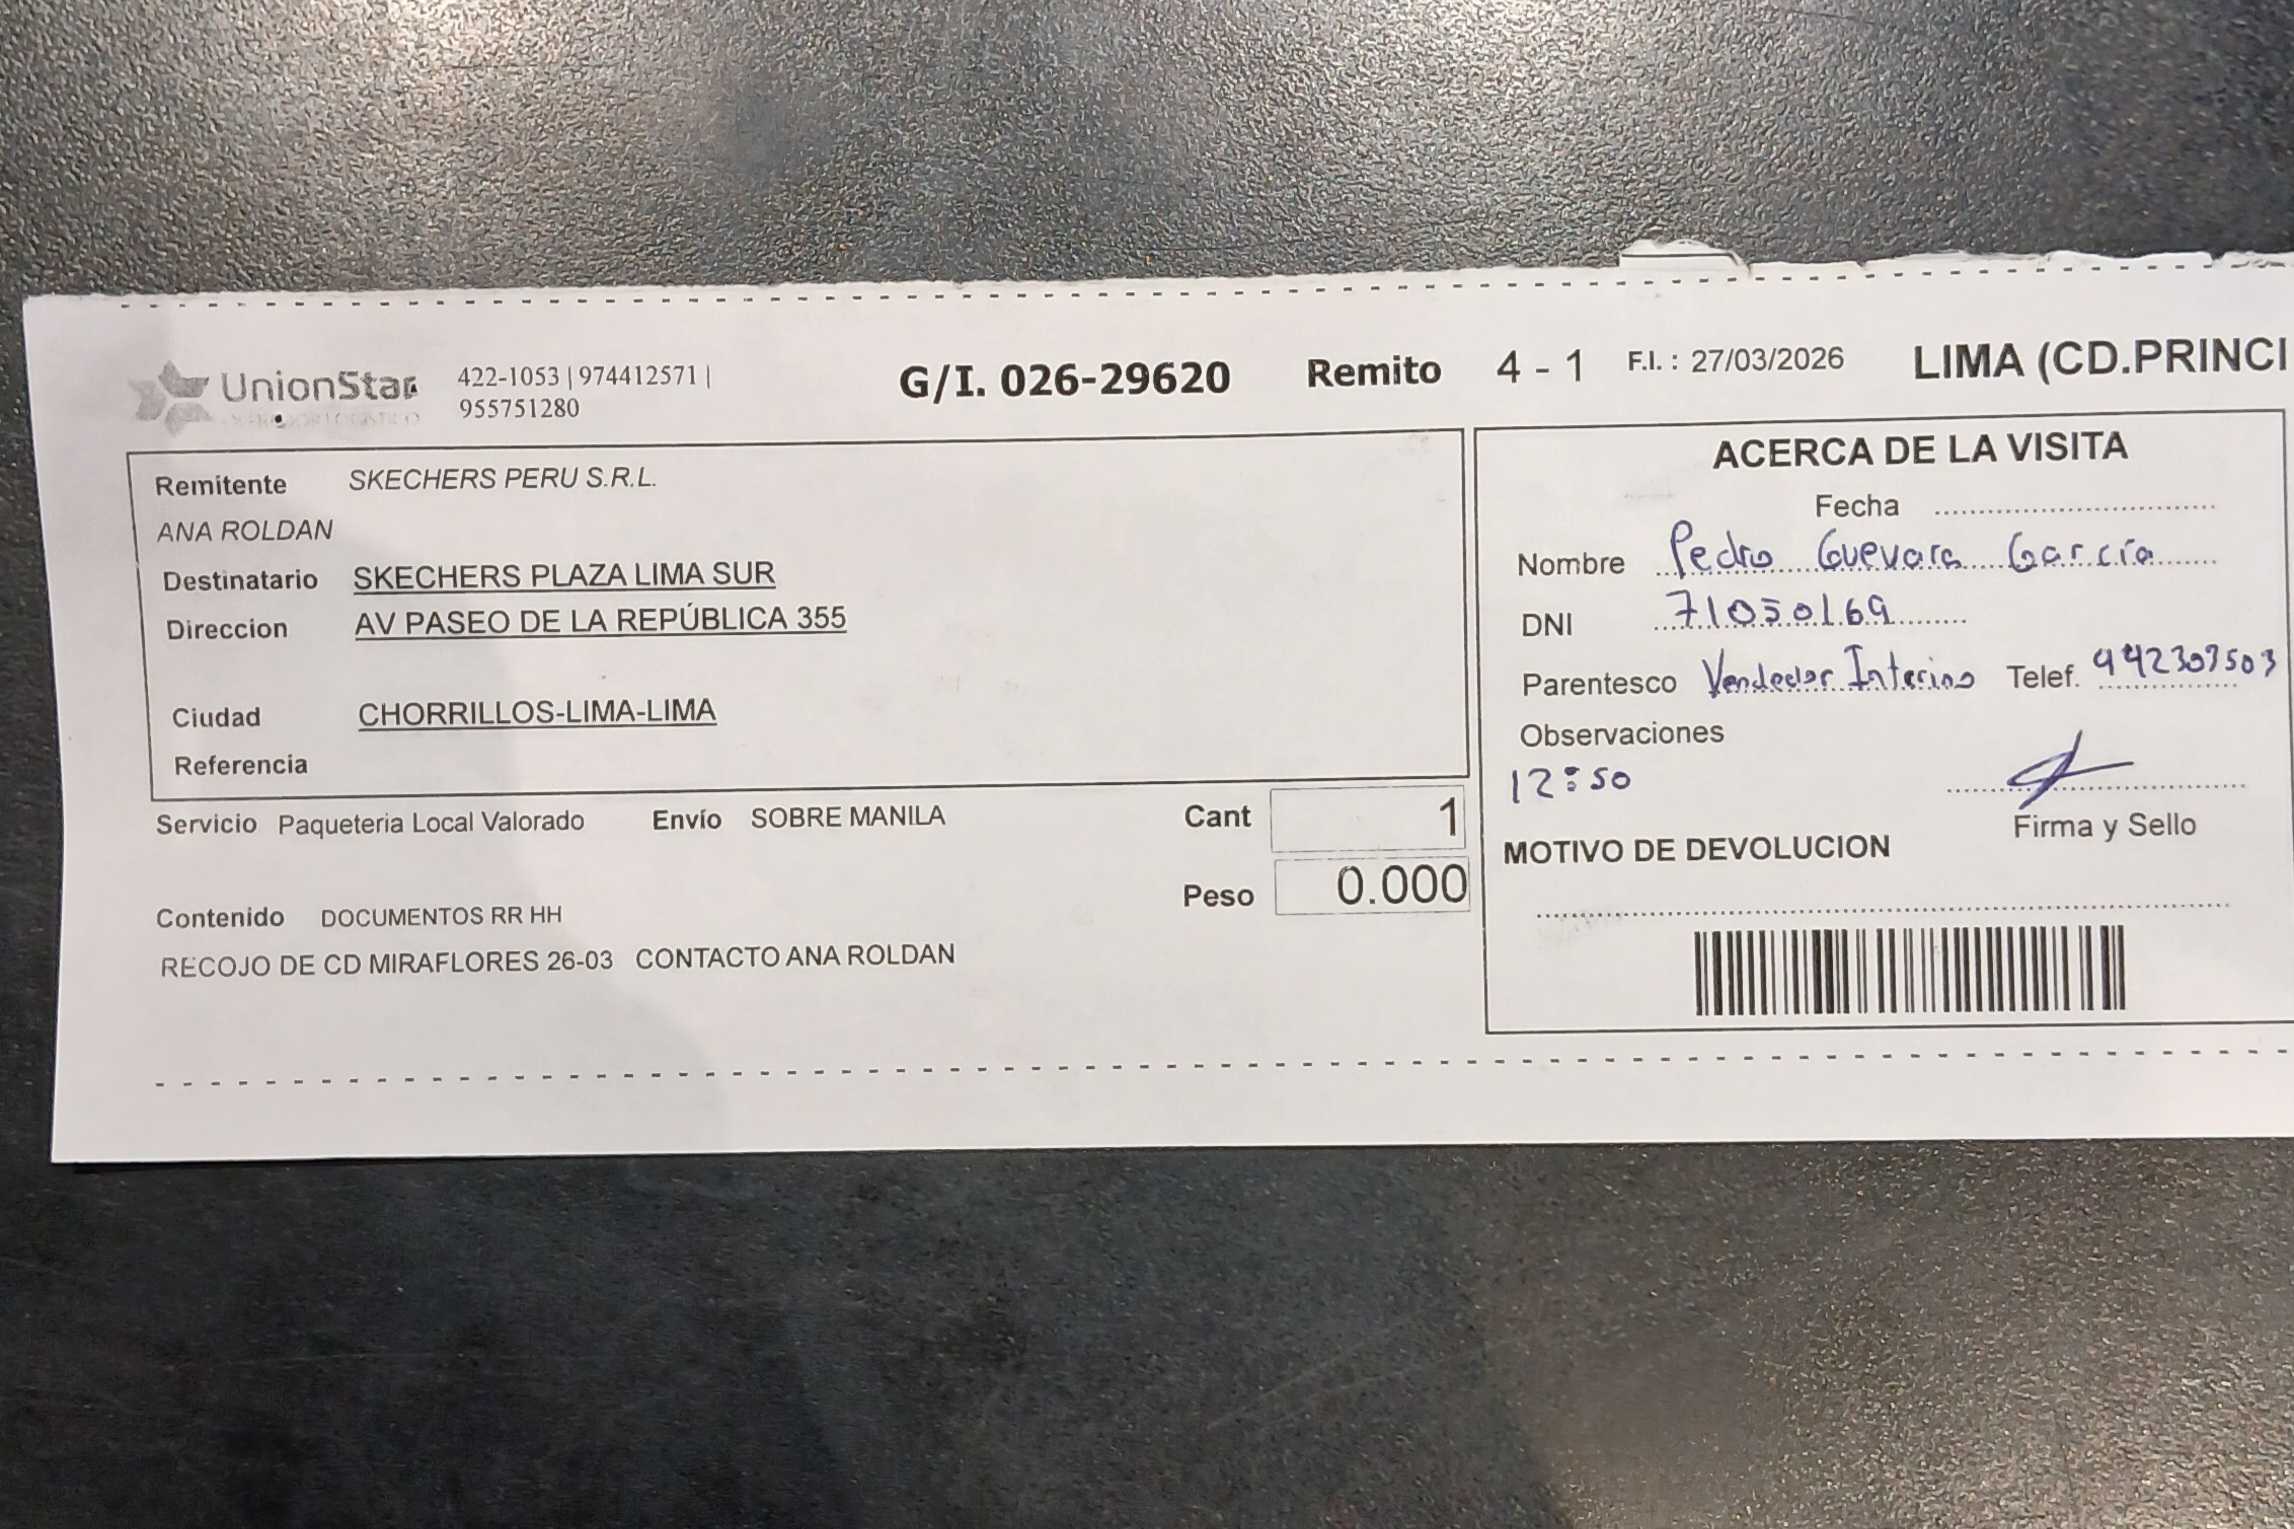 UnionStar 422-1053 | 974412571 |
955751280
G/I. 026-29620 Remito 4 - 1 F.I. : 27/03/2026 LIMA (CD.PRINCI
Remitente SKECHERS PERU S.R.L.
ANA ROLDAN
Destinatario SKECHERS PLAZA LIMA SUR
Direccion AV PASEO DE LA REPÚBLICA 355
Ciudad CHORRILLOS-LIMA-LIMA
Referencia
Servicio Paqueteria Local Valorado Envío SOBRE MANILA Cant 1
Peso 0.000
Contenido DOCUMENTOS RR HH
RECOJO DE CD MIRAFLORES 26-03 CONTACTO ANA ROLDAN
ACERCA DE LA VISITA
Fecha
Nombre Pedro Guevara García
DNI 71050169
Parentesco Vendedor Interino Telef. 942303503
Observaciones
12:50
Firma y Sello
MOTIVO DE DEVOLUCION